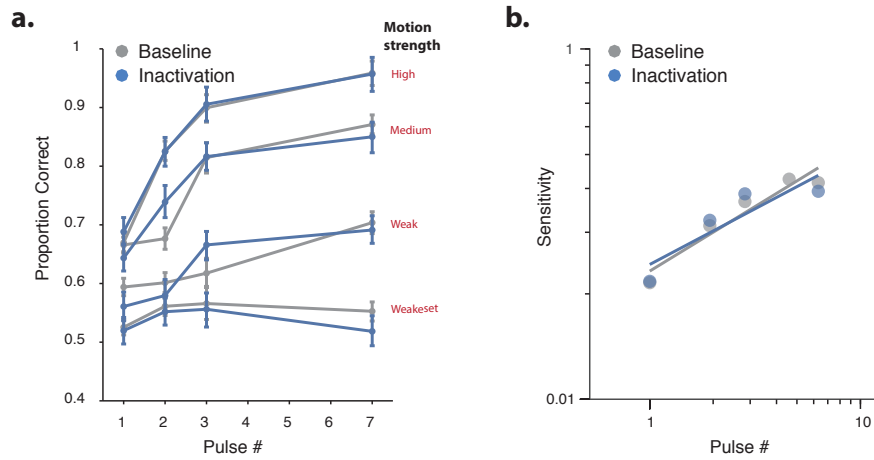 a.
Motion
strength
Baseline
Inactivation
High
Medium
Weak
Weakeset
1
0.9
0.8
0.7
0.6
0.5
0.4
Proportion Correct
1 2 3 4 5 6 7
Pulse #
b.
Baseline
Inactivation
1
0.01
Sensitivity
1 10
Pulse #